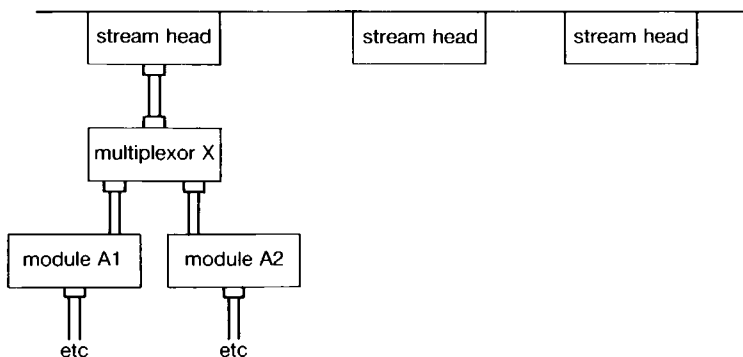 stream head
stream head
stream head
multiplexor X
module A1
module A2
etc
etc